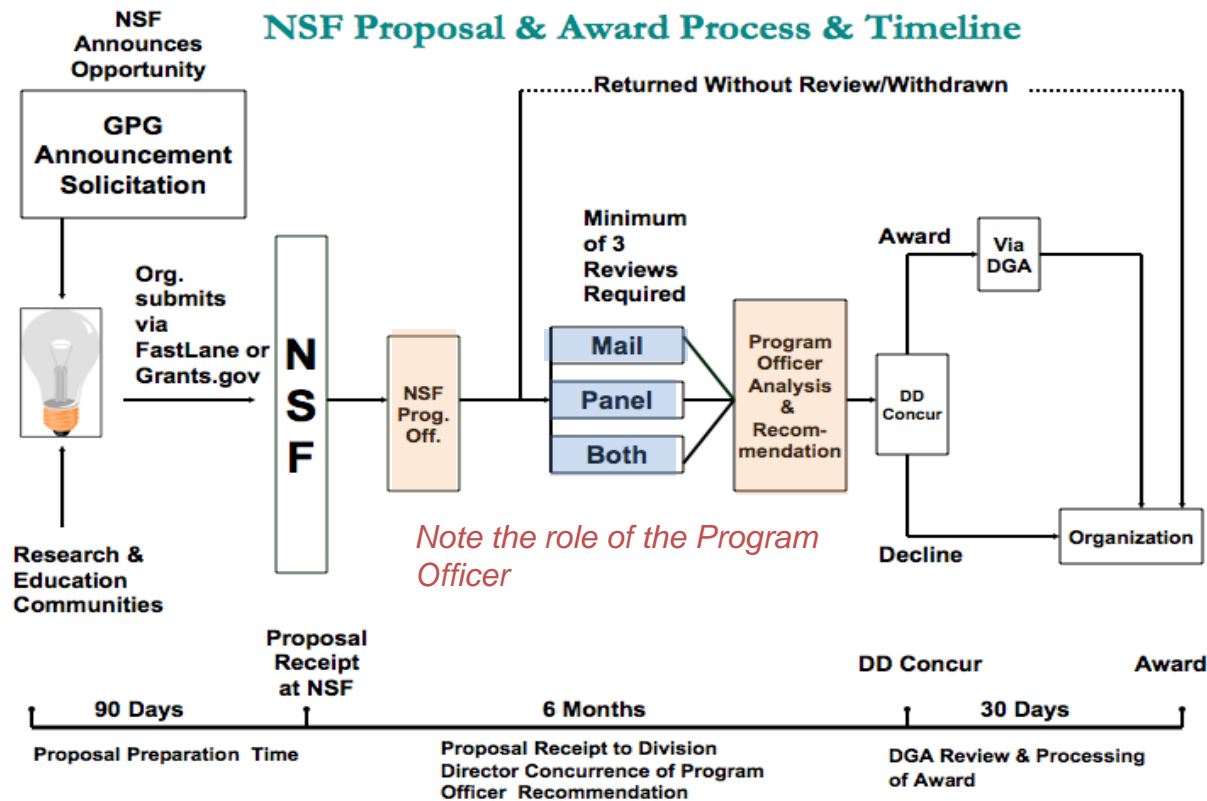 NSF Proposal & Award Process & Timeline
NSF
Announces
Opportunity
GPG
Announcement
Solicitation
Returned Without Review/Withdrawn
Org.
submits
via
FastLane or
Grants.gov
Research &
Education
Communities
N
S
F
NSF
Prog.
Off.
Minimum
of 3
Reviews
Required
Mail
Panel
Both
Program
Officer
Analysis
&
Recom-
mendation
DD
Concur
Award
Via
DGA
Decline
Organization
Note the role of the Program
Officer
Proposal
Receipt
at NSF
DD Concur
Award
90 Days
6 Months
30 Days
Proposal Preparation Time
Proposal Receipt to Division
Director Concurrence of Program
Officer Recommendation
DGA Review & Processing
of Award